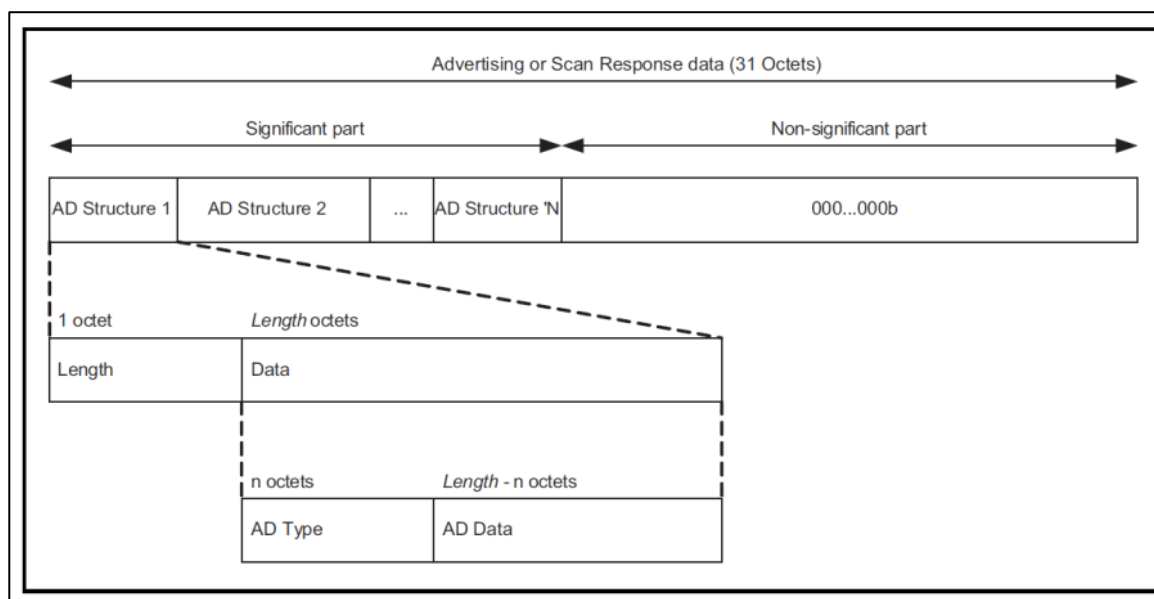 Advertising or Scan Response data (31 Octets)
Significant part
Non-significant part
AD Structure 1
AD Structure 2
...
AD Structure 'N
000...000b
1 octet
Length octets
Length
Data
n octets
Length - n octets
AD Type
AD Data